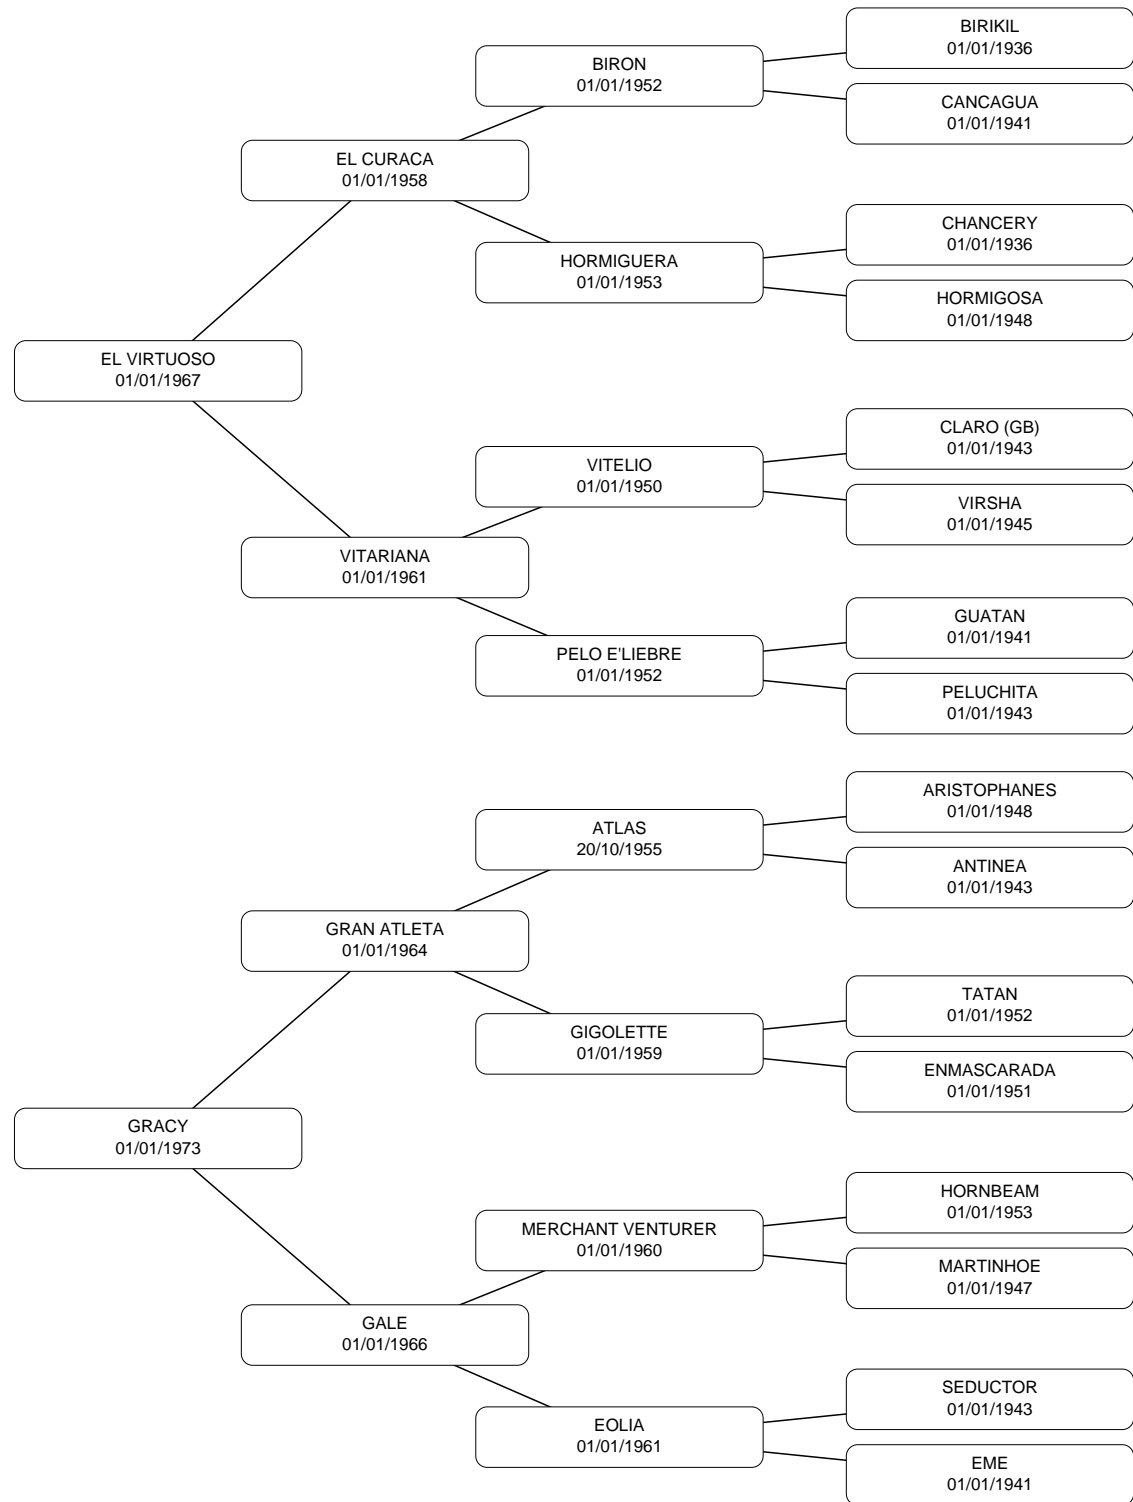 BIRIKIL
01/01/1936
BIRON
01/01/1952
CANCAGUA
01/01/1941
EL CURACA
01/01/1958
CHANCERY
01/01/1936
HORMIGUERA
01/01/1953
HORMIGOSA
01/01/1948
EL VIRTUOSO
01/01/1967
CLARO (GB)
01/01/1943
VITELIO
01/01/1950
VIRSHA
01/01/1945
VITARIANA
01/01/1961
GUATAN
01/01/1941
PELO E'LIEBRE
01/01/1952
PELUCHITA
01/01/1943
ARISTOPHANES
01/01/1948
ATLAS
20/10/1955
ANTINEA
01/01/1943
GRAN ATLETA
01/01/1964
TATAN
01/01/1952
GIGOLETTE
01/01/1959
ENMASCARADA
01/01/1951
GRACY
01/01/1973
HORNBEAM
01/01/1953
MERCHANT VENTURER
01/01/1960
MARTINHOE
01/01/1947
GALE
01/01/1966
SEDUCTOR
01/01/1943
EOLIA
01/01/1961
EME
01/01/1941